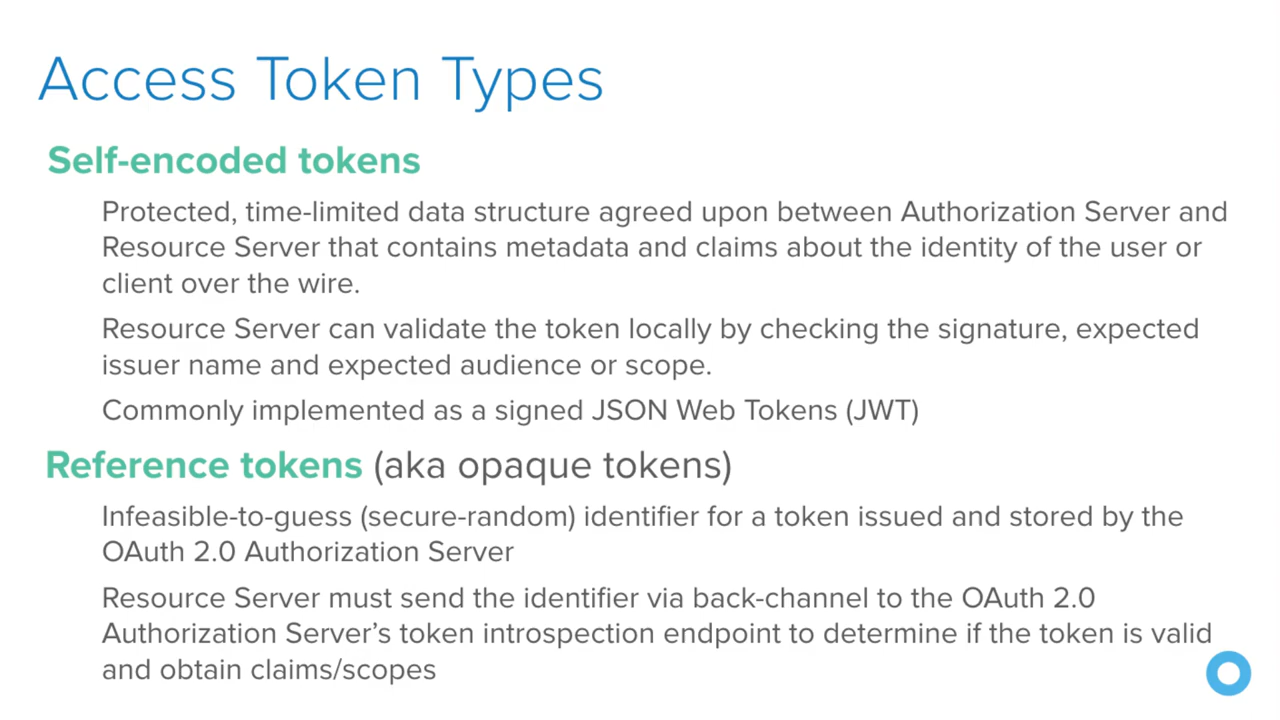 Access Token Types
Self-encoded tokens
Protected, time-limited data structure agreed upon between Authorization Server and
Resource Server that contains metadata and claims about the identity of the user or
client over the wire.
Resource Server can validate the token locally by checking the signature, expected
issuer name and expected audience or scope.
Commonly implemented as a signed JSON Web Tokens (JWT)
Reference tokens (aka opaque tokens)
Infeasible-to-guess (secure-random) identifier for a token issued and stored by the
OAuth 2.0 Authorization Server
Resource Server must send the identifier via back-channel to the OAuth 2.0
Authorization Server’s token introspection endpoint to determine if the token is valid
and obtain claims/scopes